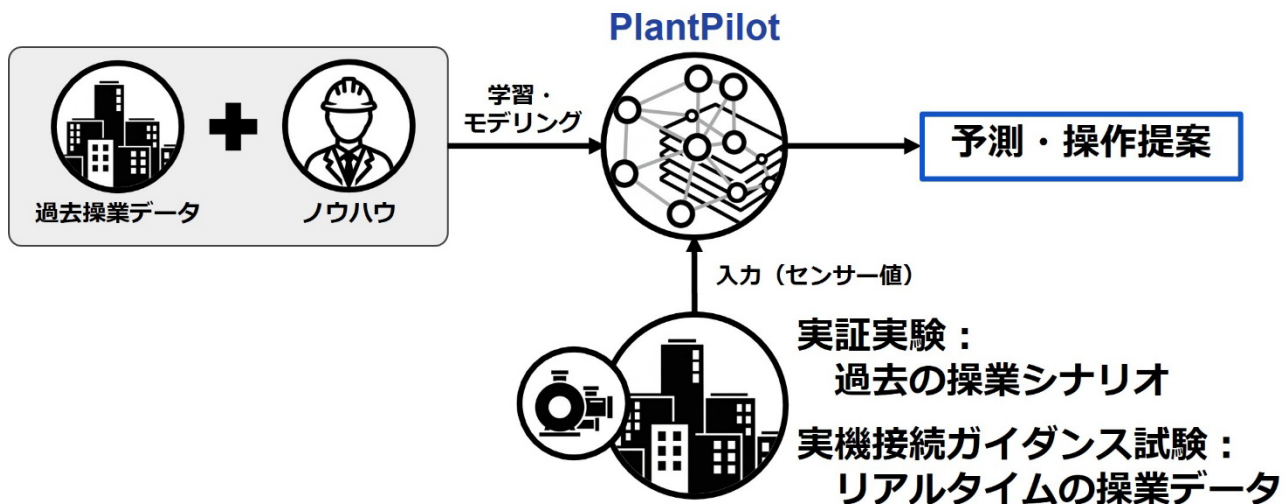 PlantPilot
学習・
モデリング
過去操業データ
ノウハウ
予測・操作提案
入力（センサー値）
実証実験：
過去の操業シナリオ
実機接続ガイダンス試験：
リアルタイムの操業データ